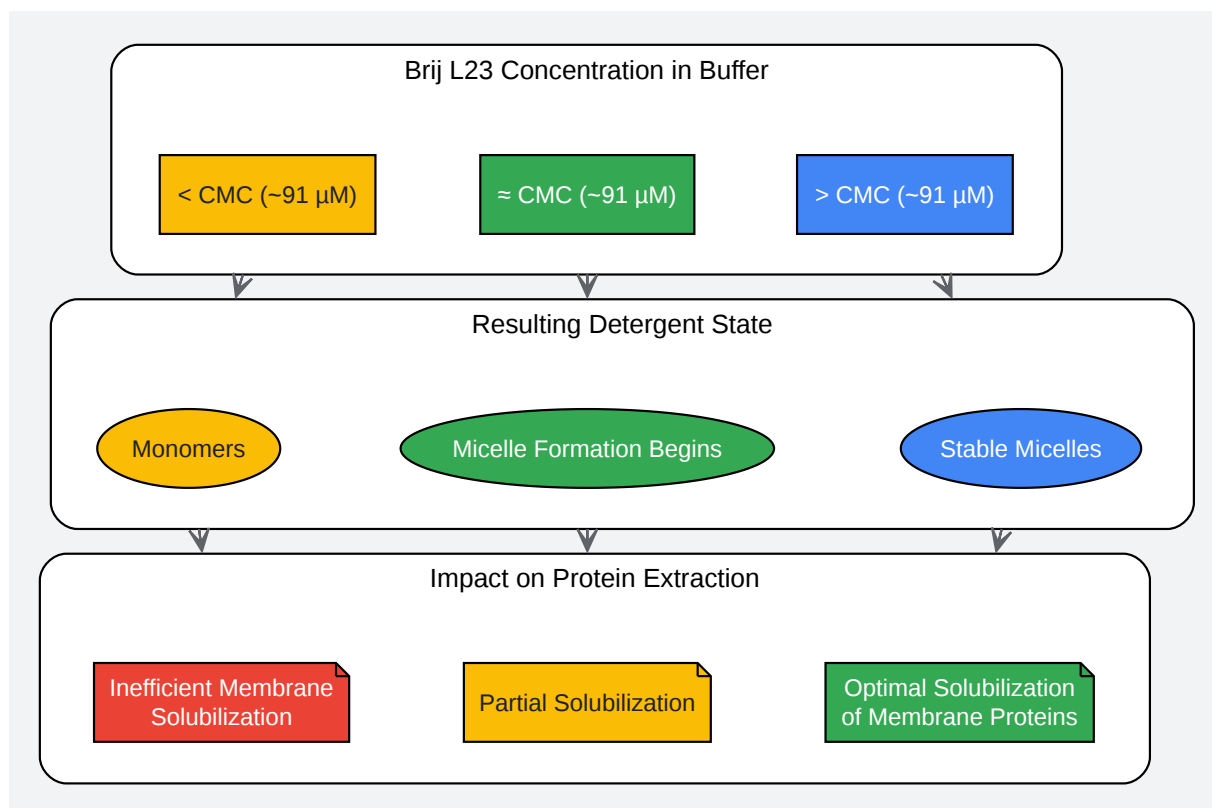 Brij L23 Concentration in Buffer
< CMC (~91 µM)
≈ CMC (~91 µM)
> CMC (~91 µM)
Resulting Detergent State
Monomers
Micelle Formation Begins
Stable Micelles
Impact on Protein Extraction
Inefficient Membrane
Solubilization
Partial Solubilization
Optimal Solubilization
of Membrane Proteins